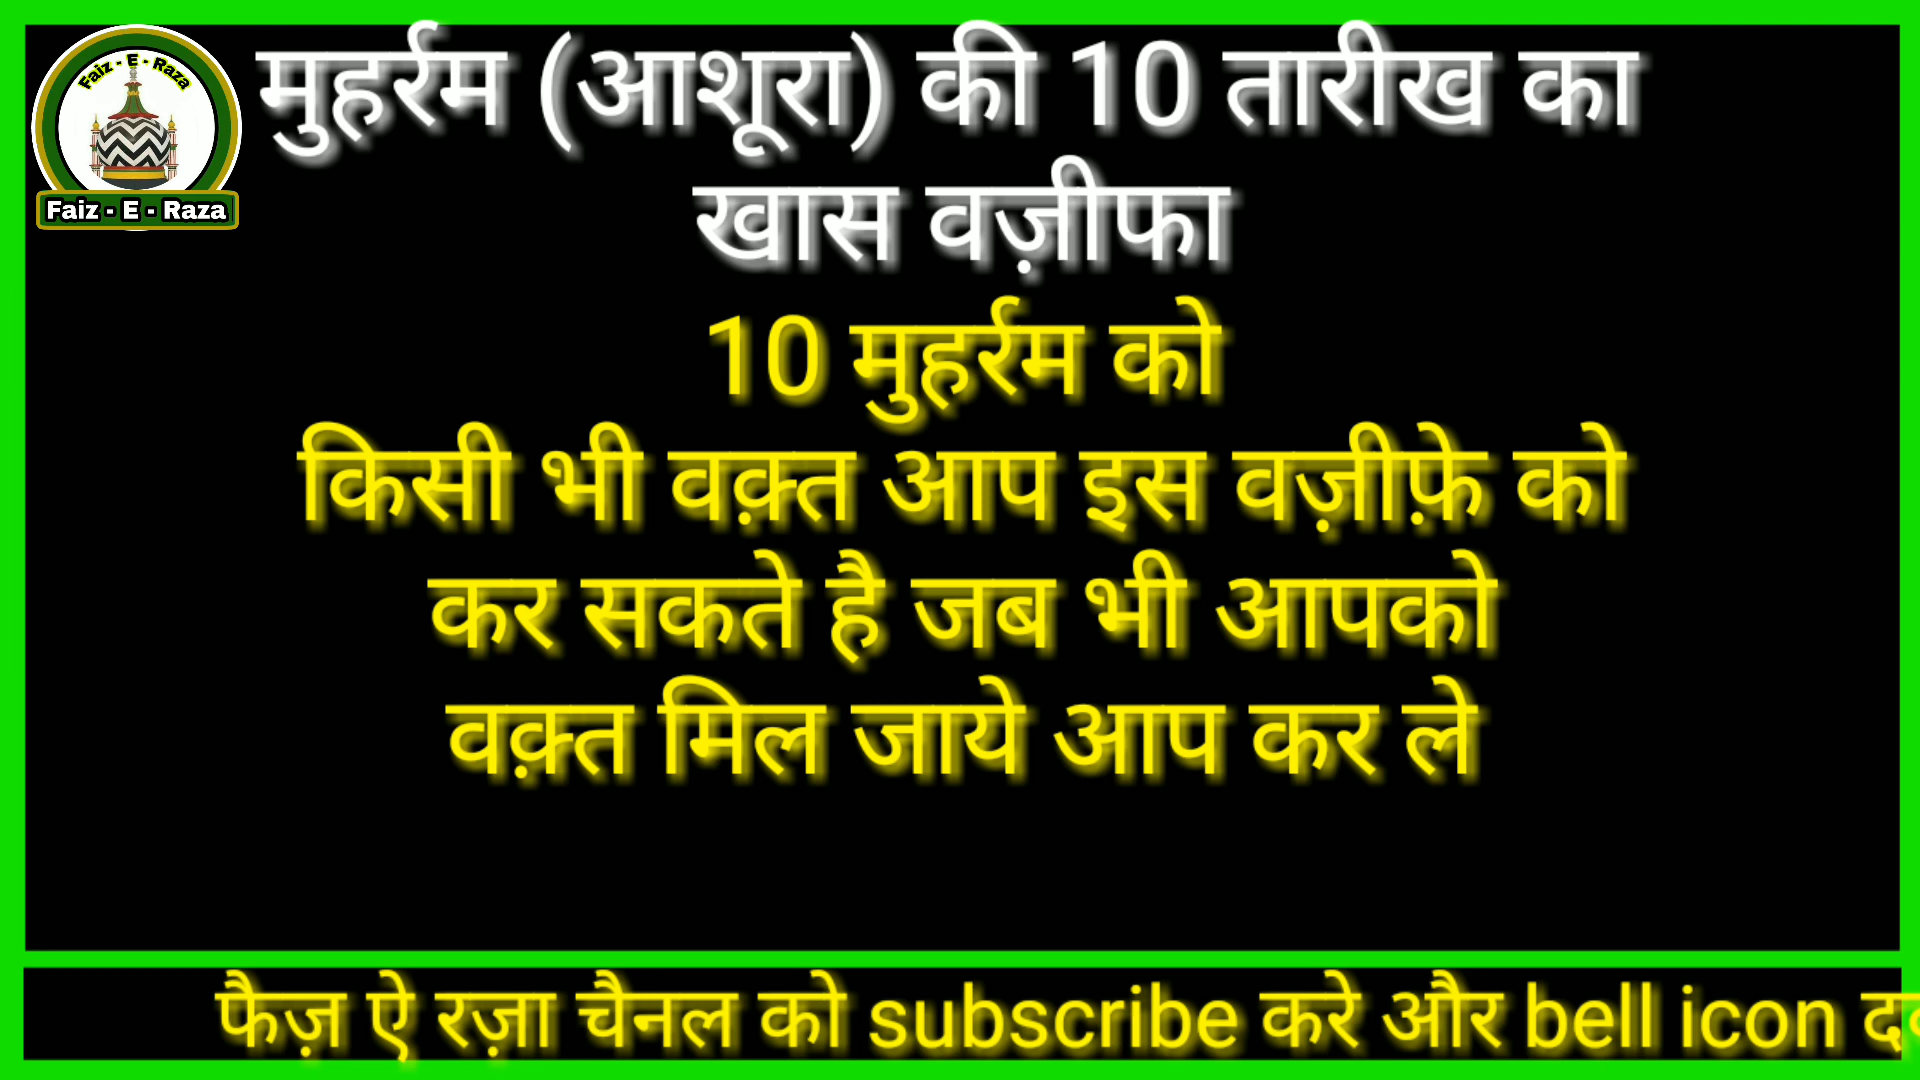 Faiz - E - Raza
Faiz - E - Raza
मुहर्रम (आशूरा) की 10 तारीख का
खास वज़ीफा
10 मुहर्रम को
किसी भी वक़्त आप इस वज़ीफ़े को
कर सकते है जब भी आपको
वक़्त मिल जाये आप कर ले
फैज़ ऐ रज़ा चैनल को subscribe करे और bell icon